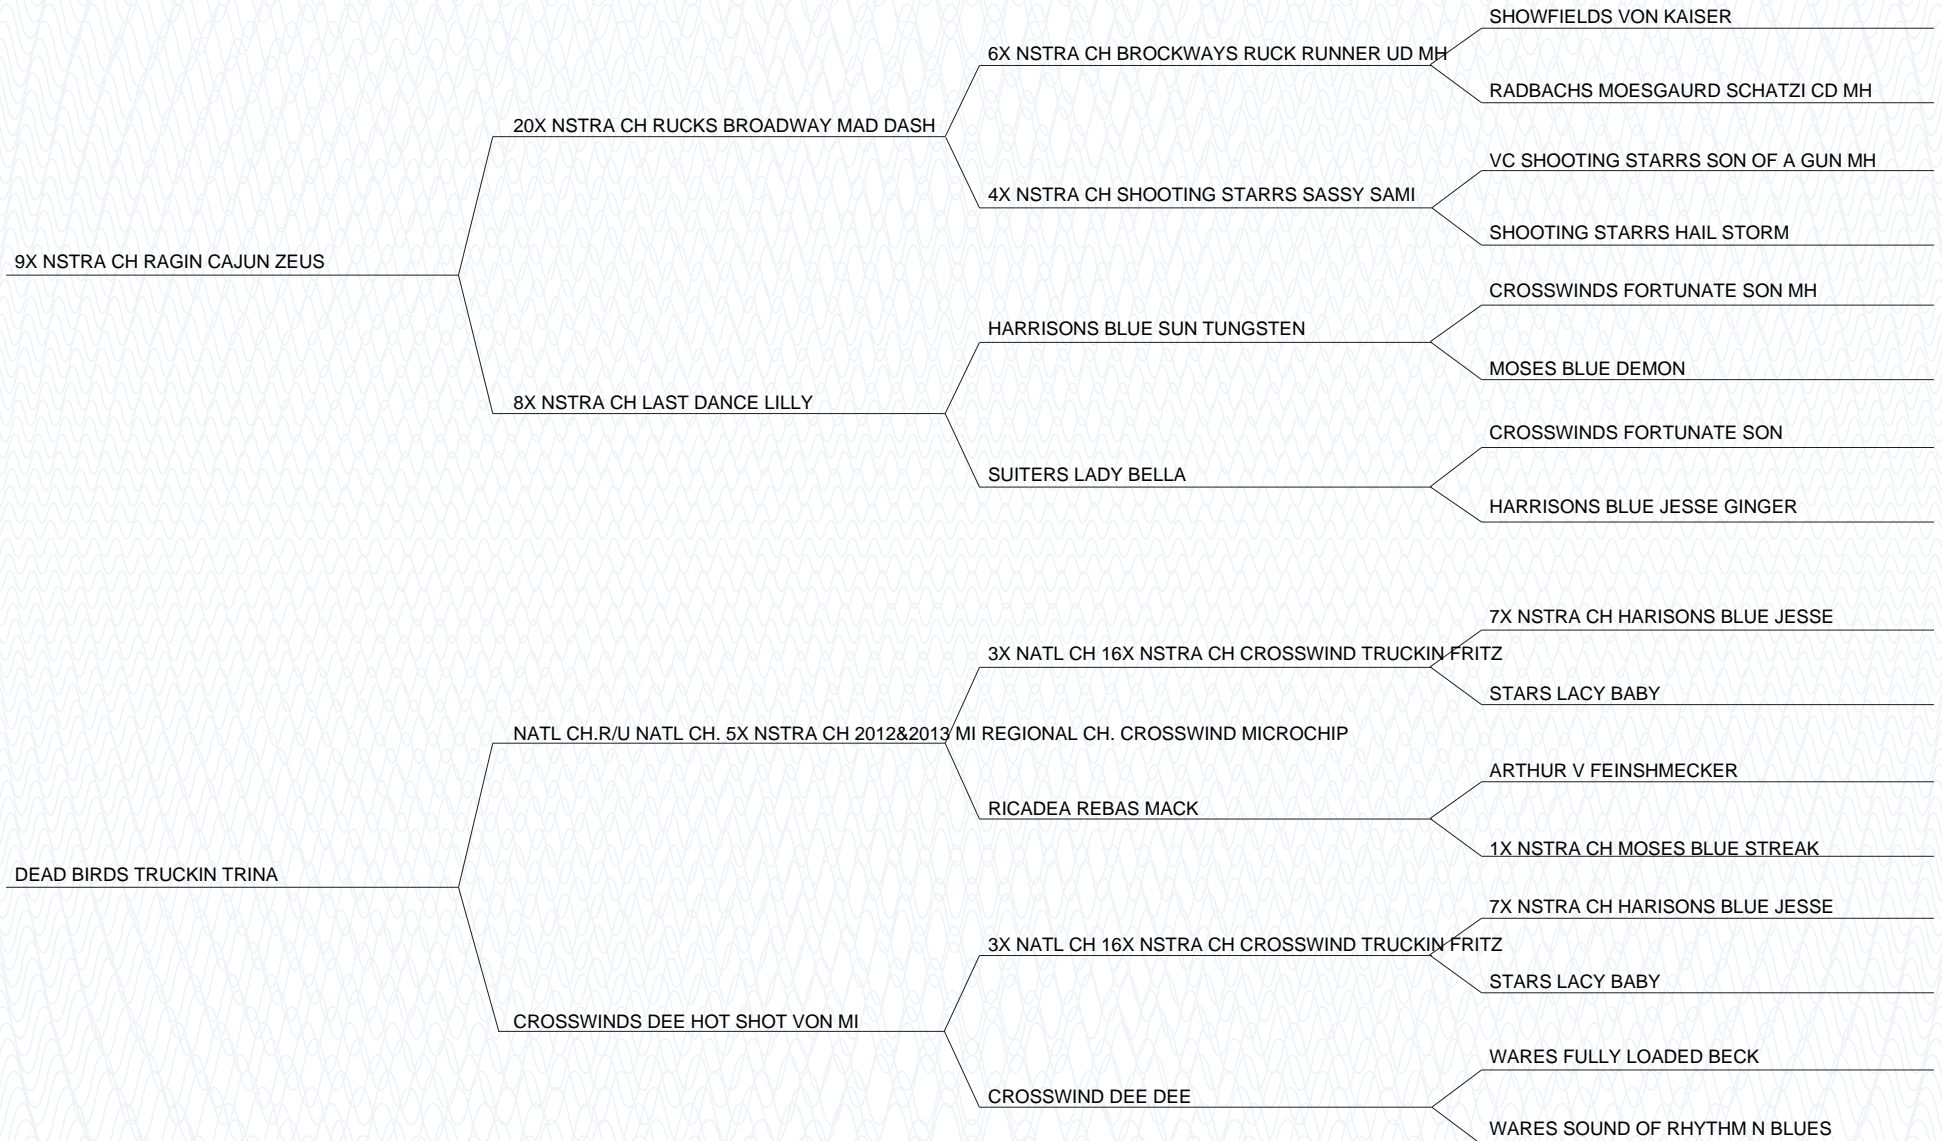 SHOWFIELDS VON KAISER
6X NSTRA CH BROCKWAYS RUCK RUNNER UD MH
RADBACHS MOESGAURD SCHATZI CD MH
20X NSTRA CH RUCKS BROADWAY MAD DASH
VC SHOOTING STARRS SON OF A GUN MH
4X NSTRA CH SHOOTING STARRS SASSY SAMI
SHOOTING STARRS HAIL STORM
9X NSTRA CH RAGIN CAJUN ZEUS
CROSSWINDS FORTUNATE SON MH
HARRISONS BLUE SUN TUNGSTEN
MOSES BLUE DEMON
8X NSTRA CH LAST DANCE LILLY
CROSSWINDS FORTUNATE SON
SUITERS LADY BELLA
HARRISONS BLUE JESSE GINGER
7X NSTRA CH HARISONS BLUE JESSE
3X NATL CH 16X NSTRA CH CROSSWIND TRUCKIN FRITZ
STARS LACY BABY
NATL CH.R/U NATL CH. 5X NSTRA CH 2012&2013 MI REGIONAL CH. CROSSWIND MICROCHIP
ARTHUR V FEINSHMECKER
RICADEA REBAS MACK
1X NSTRA CH MOSES BLUE STREAK
DEAD BIRDS TRUCKIN TRINA
7X NSTRA CH HARISONS BLUE JESSE
3X NATL CH 16X NSTRA CH CROSSWIND TRUCKIN FRITZ
STARS LACY BABY
CROSSWINDS DEE HOT SHOT VON MI
WARES FULLY LOADED BECK
CROSSWIND DEE DEE
WARES SOUND OF RHYTHM N BLUES